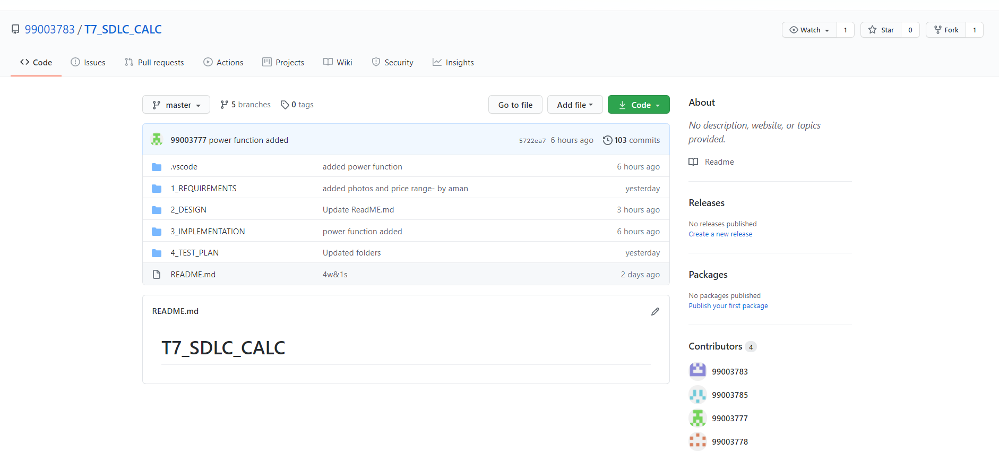 99003783 / T7_SDLC_CALC
Watch 1 Star 0 Fork 1
Code Issues Pull requests Actions Projects Wiki Security Insights
master 5 branches 0 tags Go to file Add file Code
99003777 power function added 5722ea7 6 hours ago 103 commits
.vscode added power function 6 hours ago
1_REQUIREMENTS added photos and price range- by aman yesterday
2_DESIGN Update ReadME.md 3 hours ago
3_IMPLEMENTATION power function added 6 hours ago
4_TEST_PLAN Updated folders yesterday
README.md 4w&1s 2 days ago
README.md
T7_SDLC_CALC
About
No description, website, or topics
provided.
Readme
Releases
No releases published
Create a new release
Packages
No packages published
Publish your first package
Contributors 4
99003783
99003785
99003777
99003778